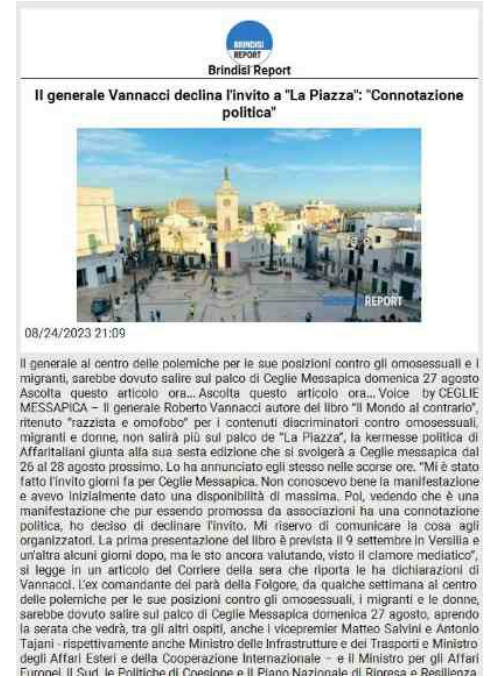 BRINDISI
REPORT
Brindisi Report
Il generale Vannacci declina l'invito a "La Piazza": "Connotazione
politica"
BRINDISI REPORT
08/24/2023 21:09
Il generale al centro delle polemiche per le sue posizioni contro gli omosessuali e i
migranti, sarebbe dovuto salire sul palco di Ceglie Messapica domenica 27 agosto
Ascolta questo articolo ora... Ascolta questo articolo ora... Voice by CEGLIE
MESSAPICA – Il generale Roberto Vannacci autore del libro "Il Mondo al contrario",
ritenuto "razzista e omofobo" per i contenuti discriminatori contro omosessuali,
migranti e donne, non salirà più sul palco de "La Piazza", la kermesse politica di
Affaritaliani giunta alla sua sesta edizione che si svolgerà a Ceglie messapica dal
26 al 28 agosto prossimo. Lo ha annunciato egli stesso nelle scorse ore. "Mi è stato
fatto l'invito giorni fa per Ceglie Messapica. Non conoscevo bene la manifestazione
e avevo inizialmente dato una disponibilità di massima. Poi, vedendo che è una
manifestazione che pur essendo promossa da associazioni ha una connotazione
politica, ho deciso di declinare l'invito. Mi riservo di comunicare la cosa agli
organizzatori. La prima presentazione del libro è prevista il 9 settembre in Versilia e
un'altra alcuni giorni dopo, ma le sto ancora valutando, visto il clamore mediatico",
si legge in un articolo del Corriere della sera che riporta le ha dichiarazioni di
Vannacci. L'ex comandante dei parà della Folgore, da qualche settimana al centro
delle polemiche per le sue posizioni contro gli omosessuali, i migranti e le donne,
sarebbe dovuto salire sul palco di Ceglie Messapica domenica 27 agosto, aprendo
la serata che vedrà, tra gli altri ospiti, anche i vicepremier Matteo Salvini e Antonio
Tajani - rispettivamente anche Ministro delle Infrastrutture e dei Trasporti e Ministro
degli Affari Esteri e della Cooperazione Internazionale – e il Ministro per gli Affari
Europei, il Sud, le Politiche di Coesione e il Piano Nazionale di Ripresa e Resilienza,